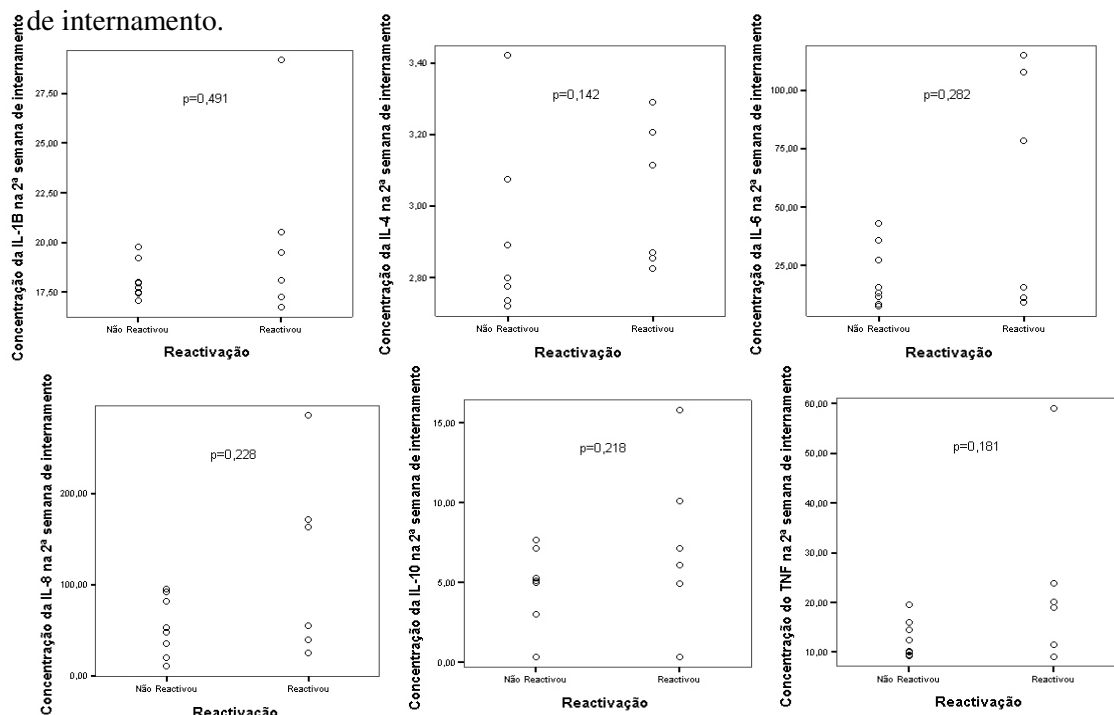 de internamento.
Concentração da IL-1B na 2ª semana de internamento
27,50
25,00
22,50
20,00
17,50
p=0,491
Não Reactivou
Reactivou
Reactivação
Concentração da IL-4 na 2ª semana de internamento
3,40
3,20
3,00
2,80
p=0,142
Não Reactivou
Reactivou
Reactivação
Concentração da IL-6 na 2ª semana de internamento
100,00
75,00
50,00
25,00
p=0,282
Não Reactivou
Reactivou
Reactivação
Concentração da IL-8 na 2ª semana de internamento
200,00
100,00
0,00
p=0,228
Não Reactivou
Reactivou
Reactivação
Concentração da IL-10 na 2ª semana de internamento
15,00
10,00
5,00
0,00
p=0,218
Não Reactivou
Reactivou
Reactivação
Concentração do TNF na 2ª semana de internamento
60,00
50,00
40,00
30,00
20,00
10,00
p=0,181
Não Reactivou
Reactivou
Reactivação